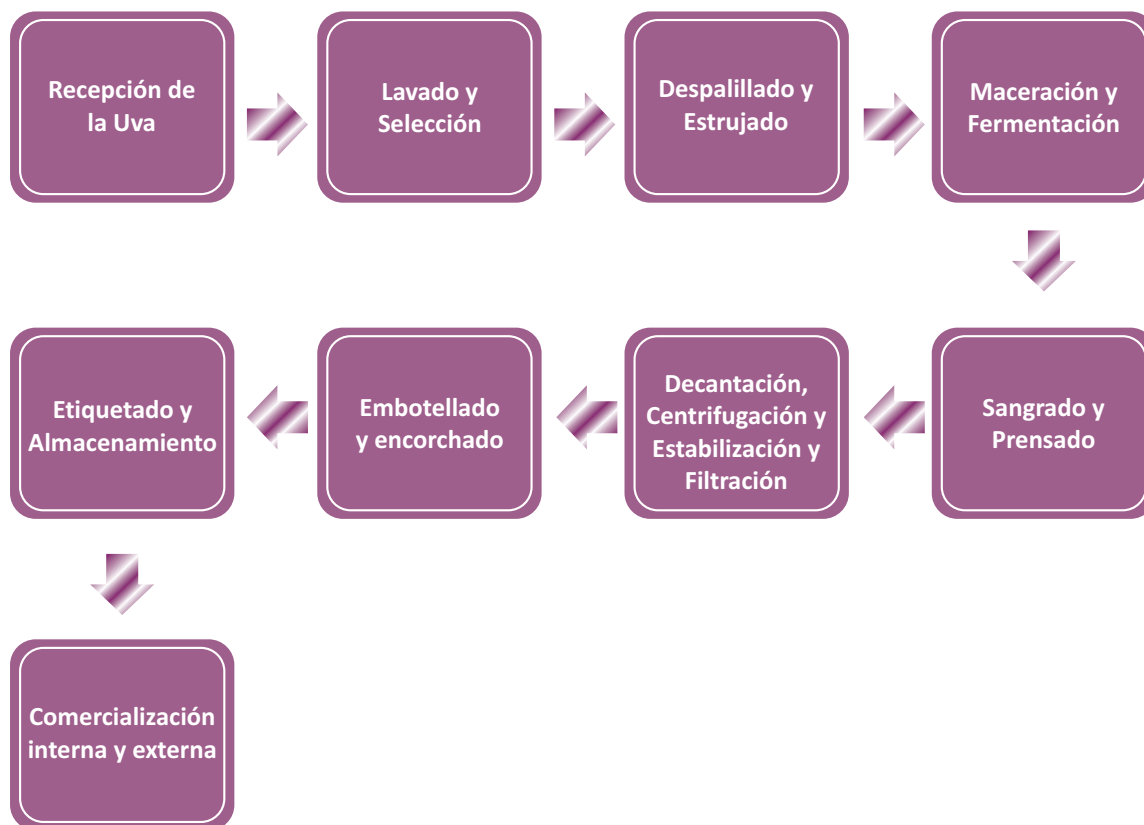 Recepción de
la Uva
Lavado y
Selección
Despalillado y
Estrujado
Maceración y
Fermentación
Sangrado y
Prensado
Decantación,
Centrifugación y
Estabilización y
Filtración
Embotellado
y encorchado
Etiquetado y
Almacenamiento
Comercialización
interna y externa